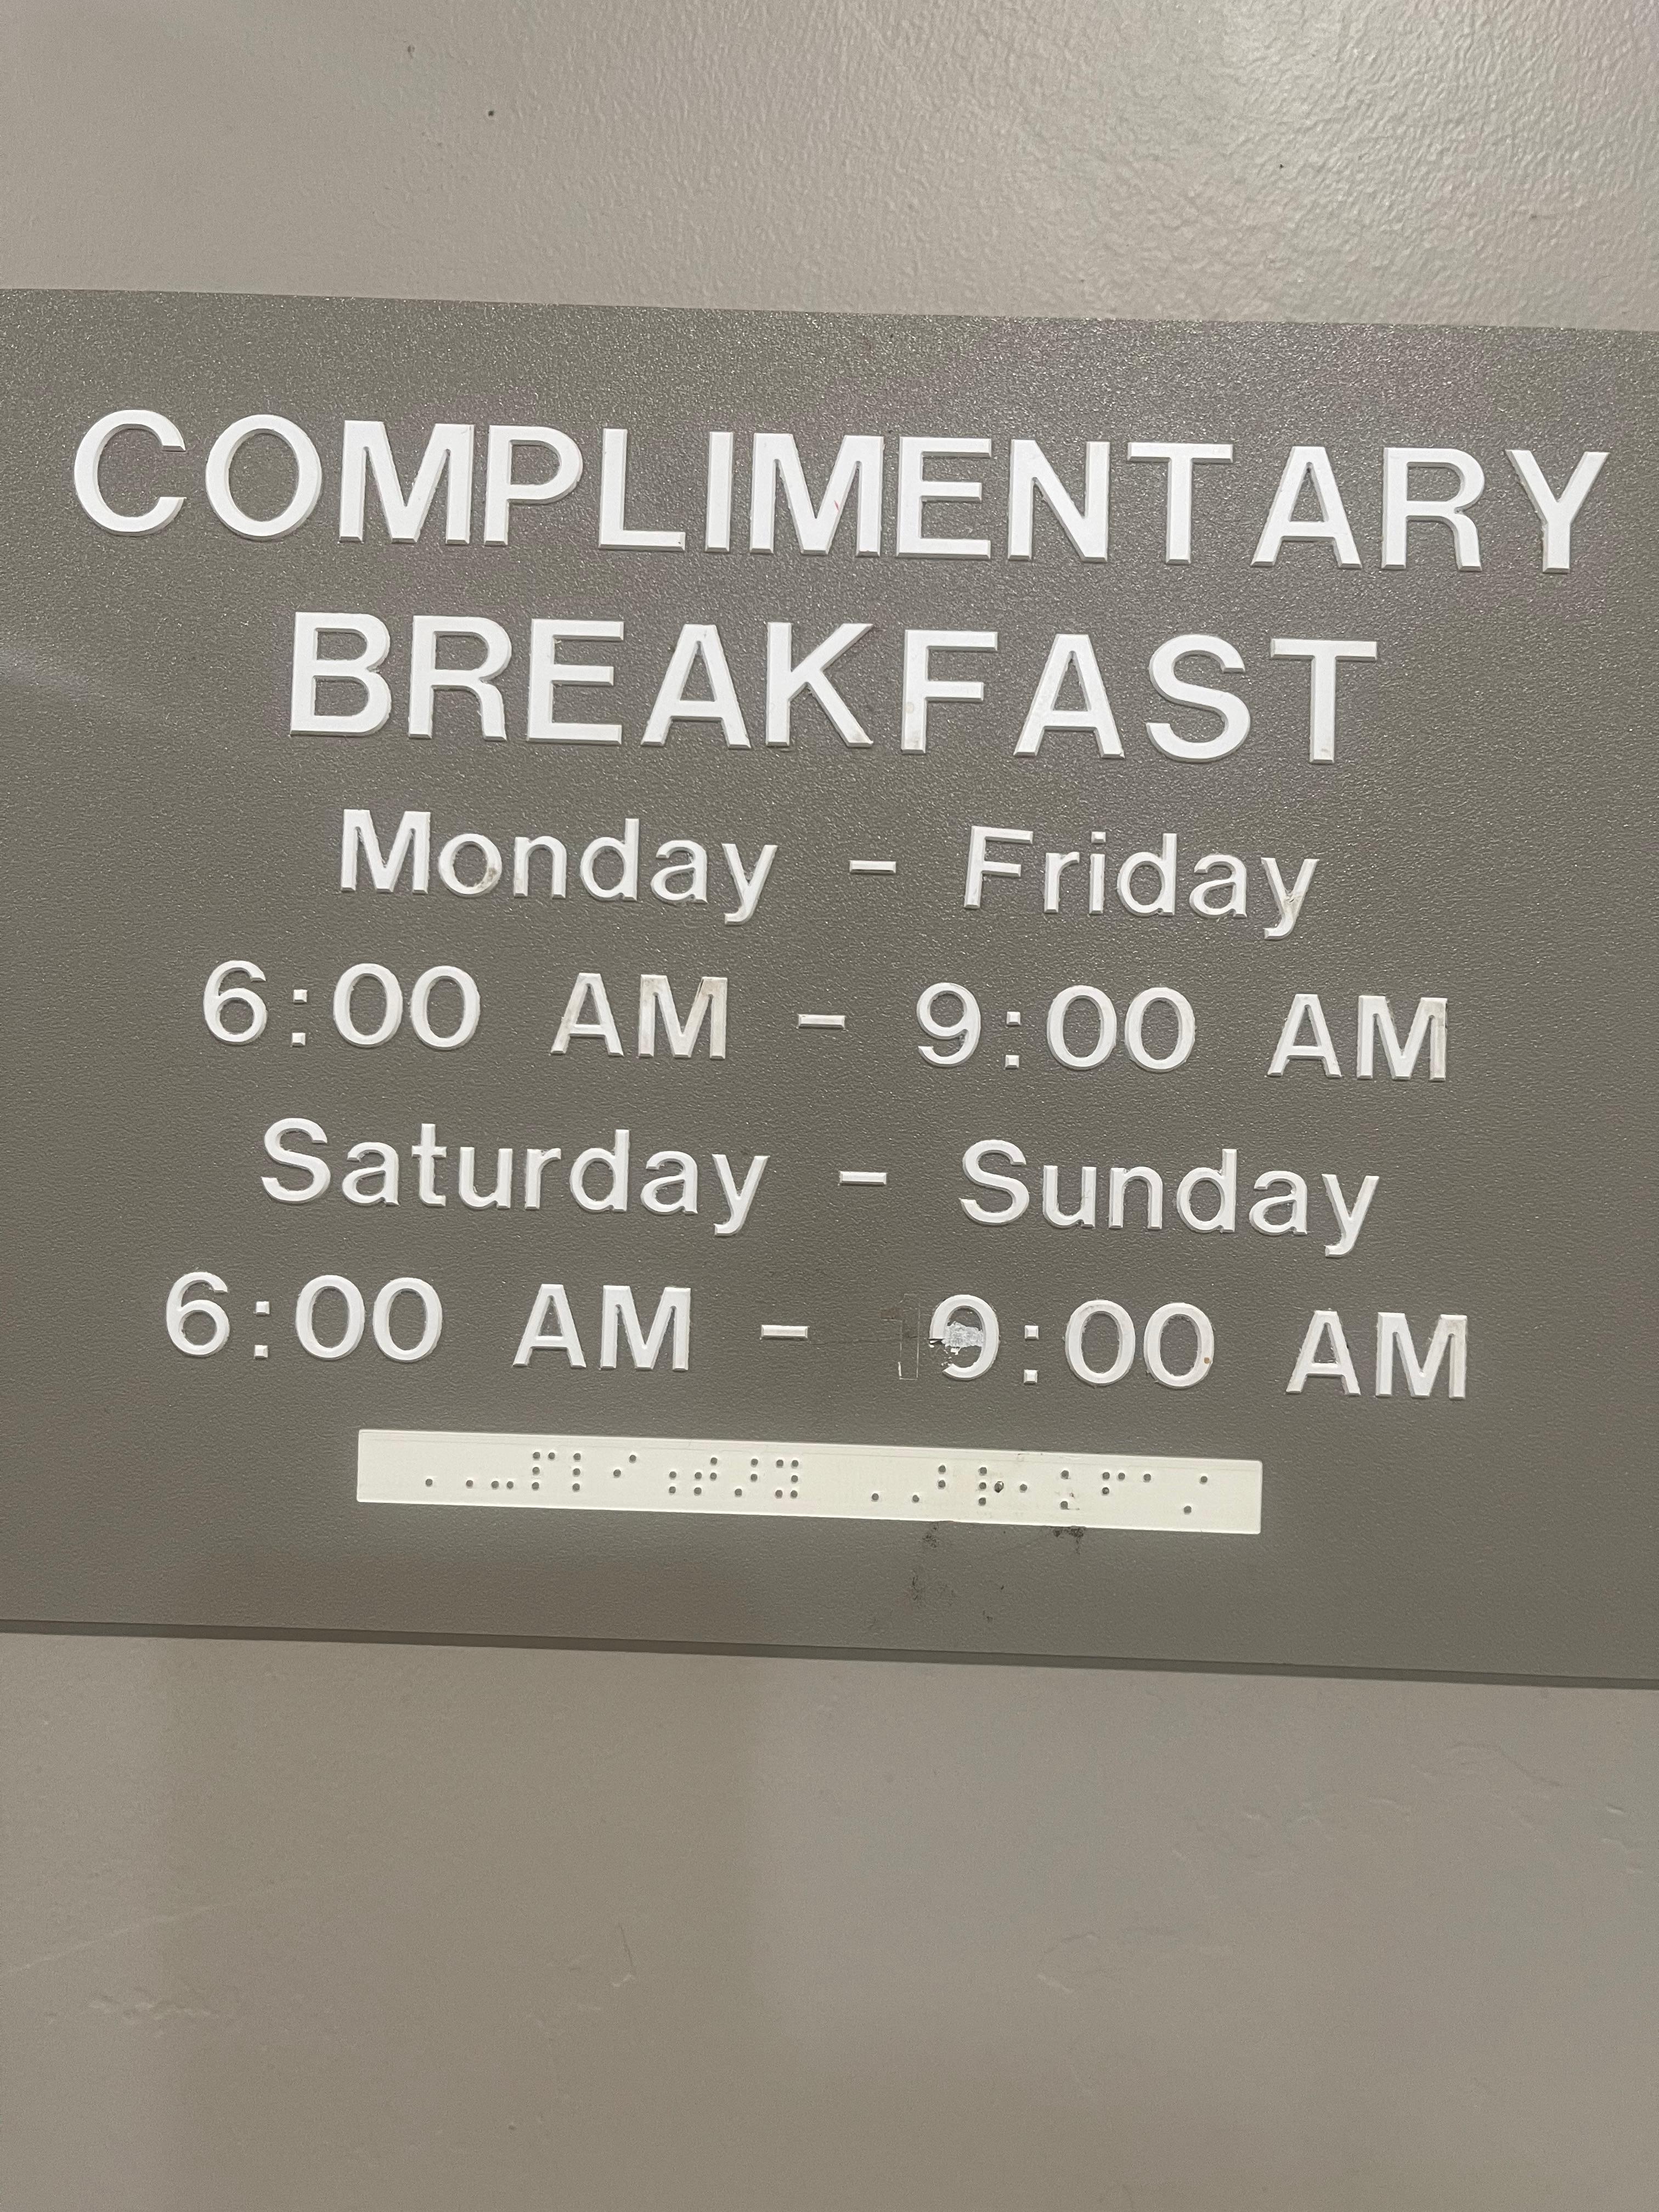 COMPLIMENTARY
BREAKFAST
Monday - Friday
6:00 AM - 9:00 AM
Saturday - Sunday
6:00 AM - 9:00 AM